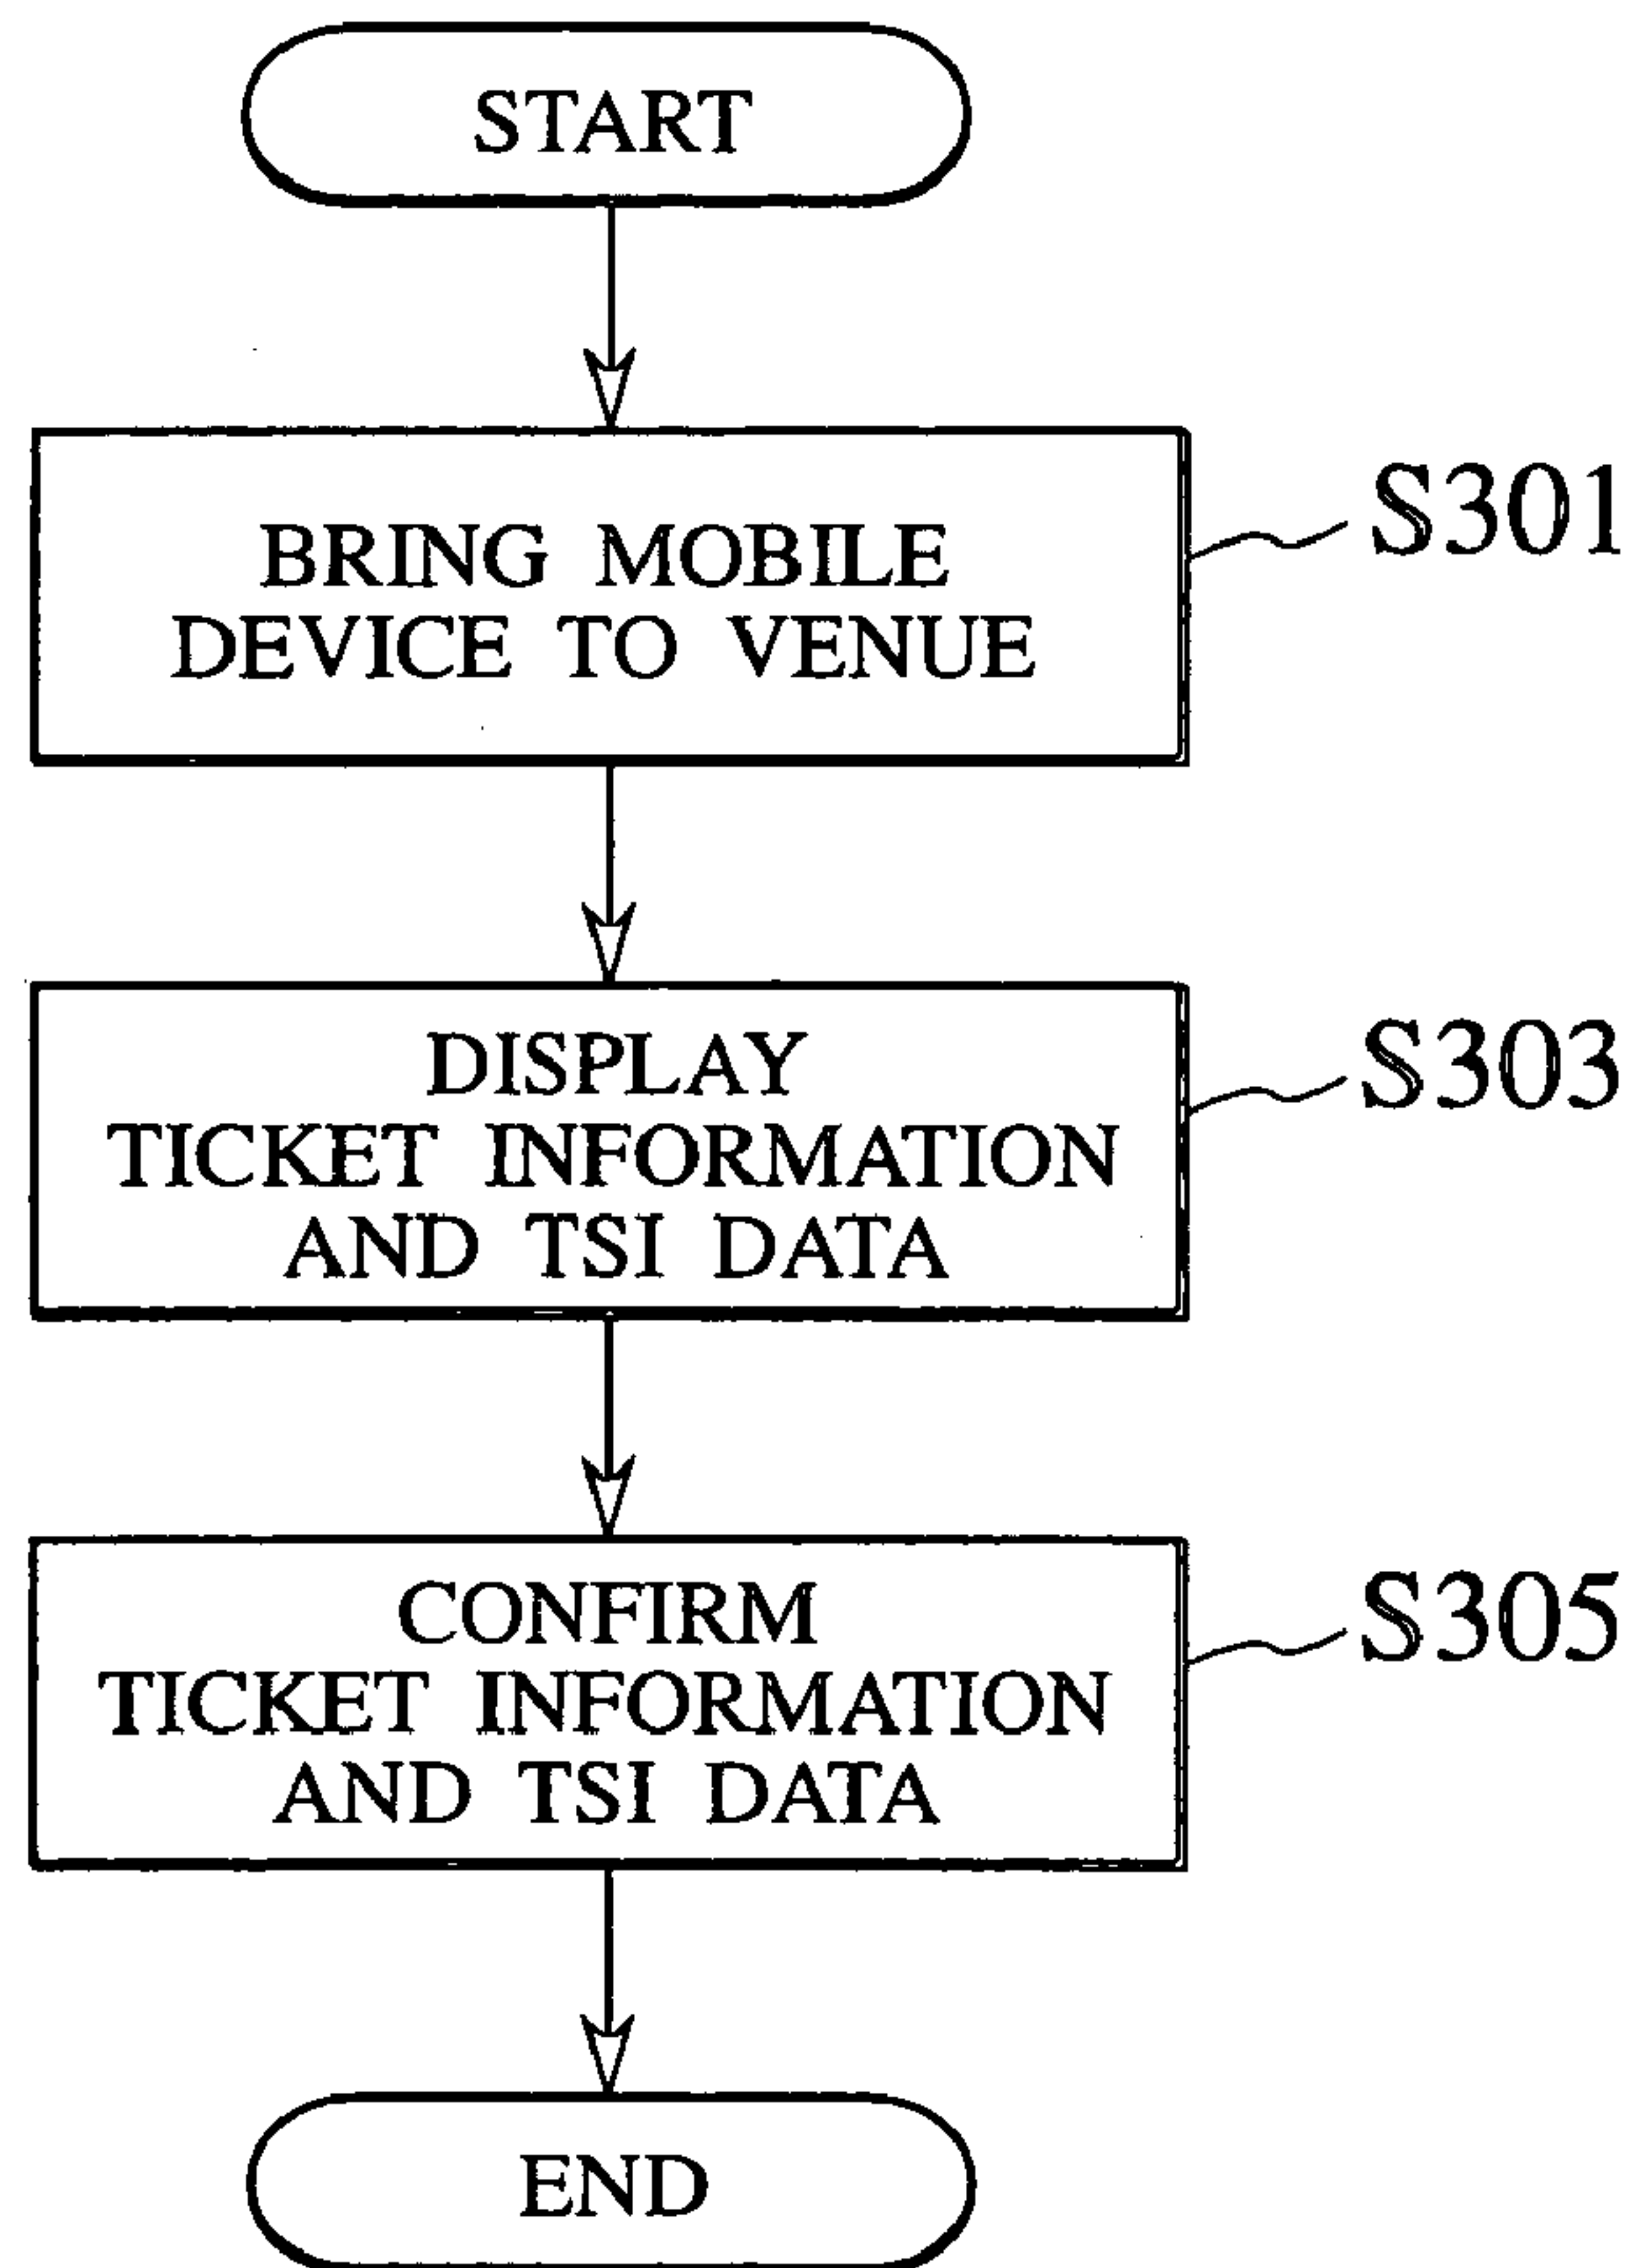 START
BRING MOBILE
DEVICE TO VENUE
S301
DISPLAY
TICKET INFORMATION
AND TSI DATA
S303
CONFIRM
TICKET INFORMATION
AND TSI DATA
S305
END